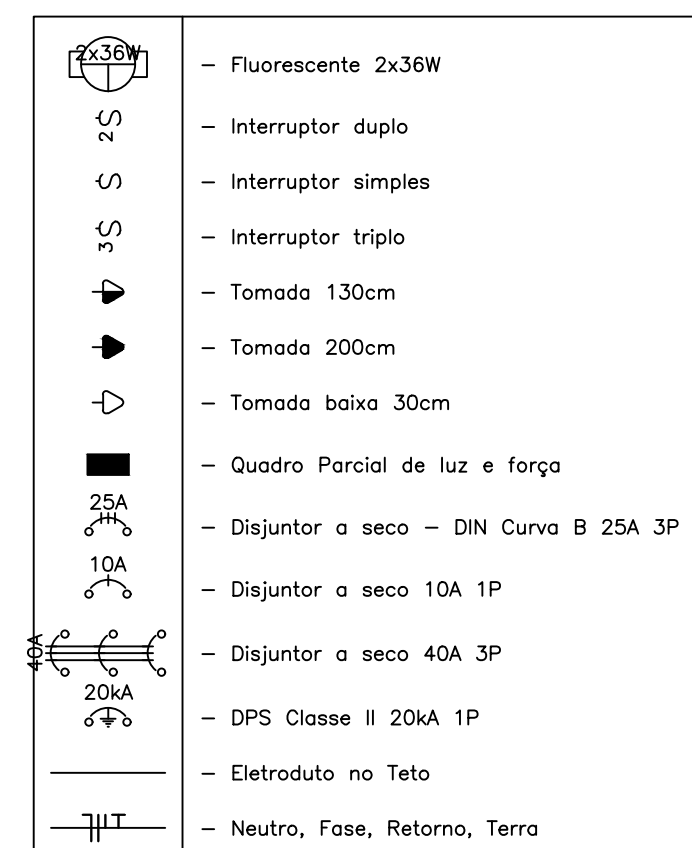 2x36W – Fluorescente 2x36W
2 – Interruptor duplo
– Interruptor simples
3 – Interruptor triplo
– Tomada 130cm
– Tomada 200cm
– Tomada baixa 30cm
– Quadro Parcial de luz e força
25A – Disjuntor a seco – DIN Curva B 25A 3P
10A – Disjuntor a seco 10A 1P
40A – Disjuntor a seco 40A 3P
20kA – DPS Classe II 20kA 1P
– Eletroduto no Teto
– Neutro, Fase, Retorno, Terra